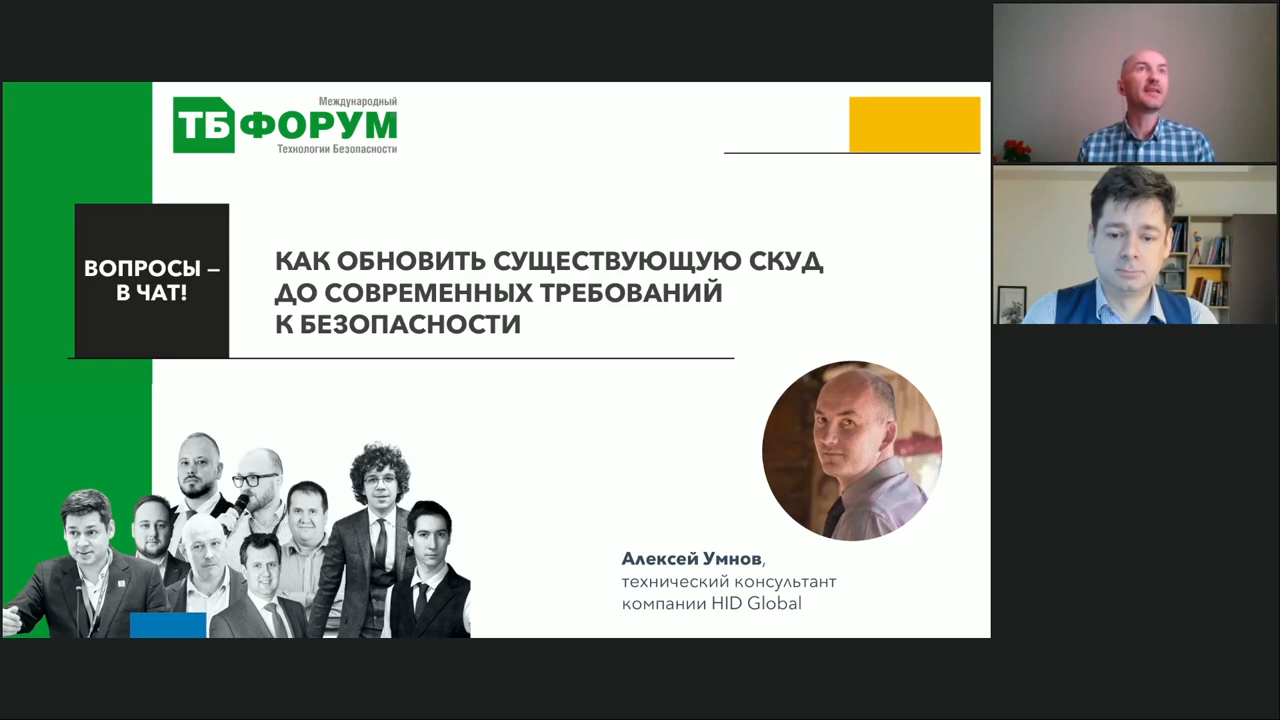 Международный
ТБ ФОРУМ
Технологии Безопасности
ВОПРОСЫ –
В ЧАТ!
КАК ОБНОВИТЬ СУЩЕСТВУЮЩУЮ СКУД
ДО СОВРЕМЕННЫХ ТРЕБОВАНИЙ
К БЕЗОПАСНОСТИ
Алексей Умнов,
технический консультант
компании HID Global